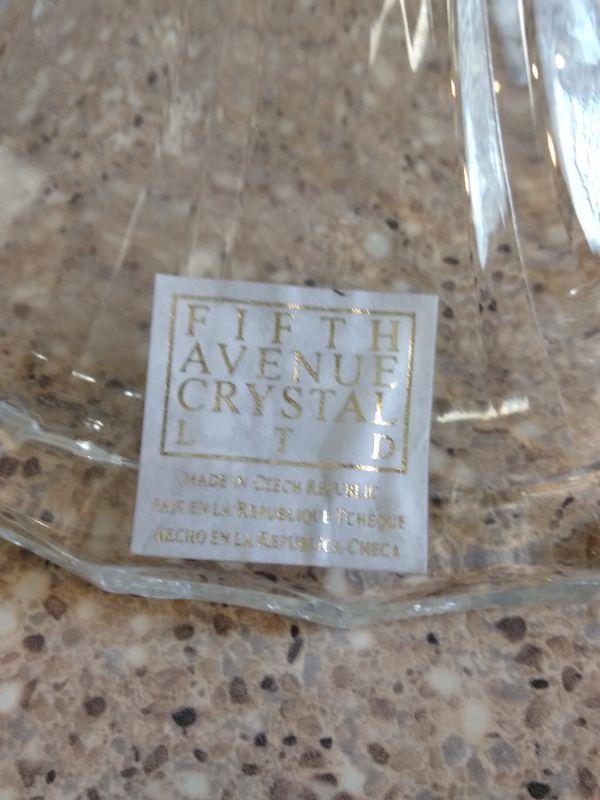 FIFTH
AVENUE
CRYSTAL
LTD
MADE IN CZECH REPUBLIC
FAIT EN LA REPUBLIQUE TCHEQUE
HECHO EN LA REPUBLICA CHECA